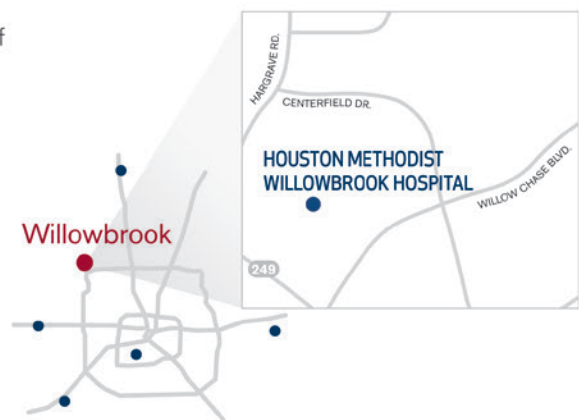 f
HARGRAVE RD.
CENTERFIELD DR.
HOUSTON METHODIST
WILLOWBROOK HOSPITAL
WILLOW CHASE BLVD.
Willowbrook
249